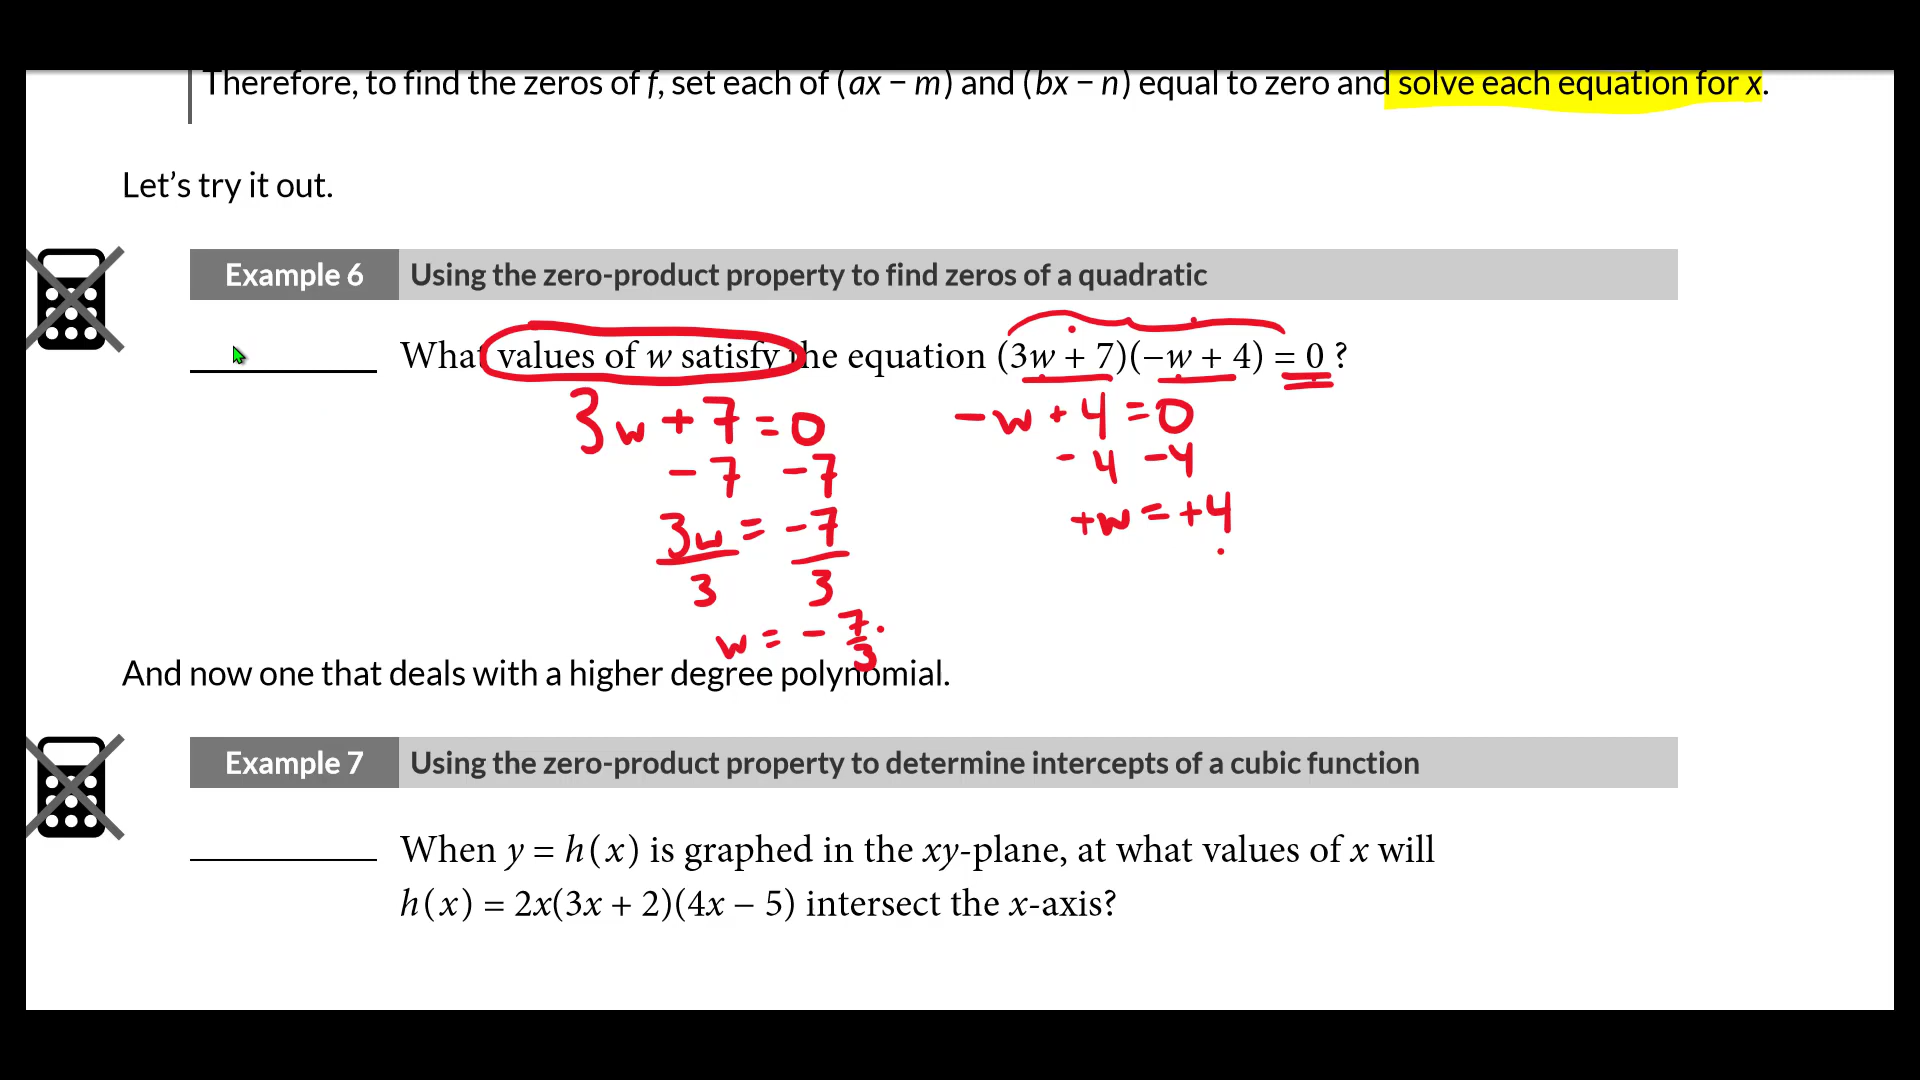 Therefore, to find the zeros of f, set each of (ax − m) and (bx − n) equal to zero and solve each equation for x.
Let’s try it out.
Example 6 Using the zero-product property to find zeros of a quadratic
What values of w satisfy the equation (3w + 7)(−w + 4) = 0 ?
3w + 7 = 0
- 7 -7
3w = -7
3 3
w = - 7/3
-w + 4 = 0
- 4 -4
+w = +4
And now one that deals with a higher degree polynomial.
Example 7 Using the zero-product property to determine intercepts of a cubic function
When y = h(x) is graphed in the xy-plane, at what values of x will
h(x) = 2x(3x + 2)(4x − 5) intersect the x-axis?